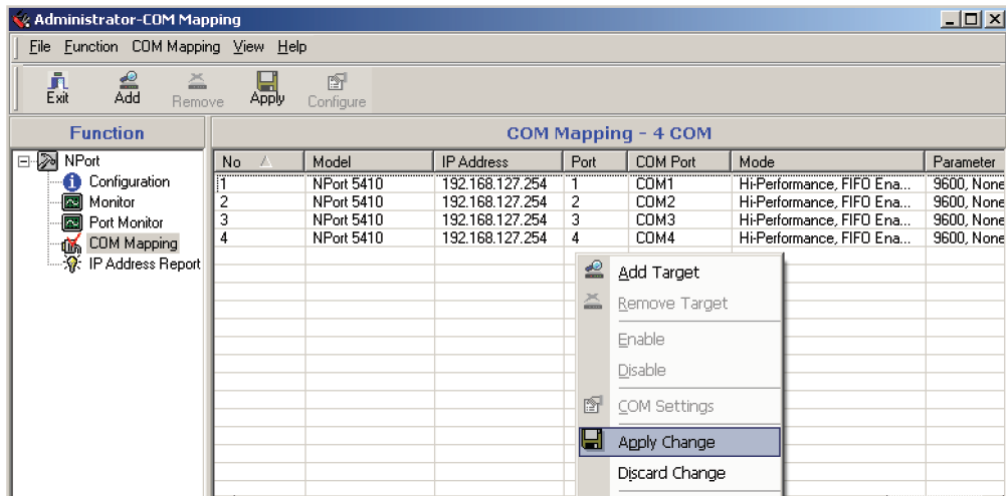 Administrator-COM Mapping
File Function COM Mapping View Help
Exit Add Remove Apply Configure
Function
COM Mapping - 4 COM
NPort
Configuration
Monitor
Port Monitor
COM Mapping
IP Address Report
No Model IP Address Port COM Port Mode Parameter
1 NPort 5410 192.168.127.254 1 COM1 Hi-Performance, FIFO Ena... 9600, None
2 NPort 5410 192.168.127.254 2 COM2 Hi-Performance, FIFO Ena... 9600, None
3 NPort 5410 192.168.127.254 3 COM3 Hi-Performance, FIFO Ena... 9600, None
4 NPort 5410 192.168.127.254 4 COM4 Hi-Performance, FIFO Ena... 9600, None
Add Target
Remove Target
Enable
Disable
COM Settings
Apply Change
Discard Change